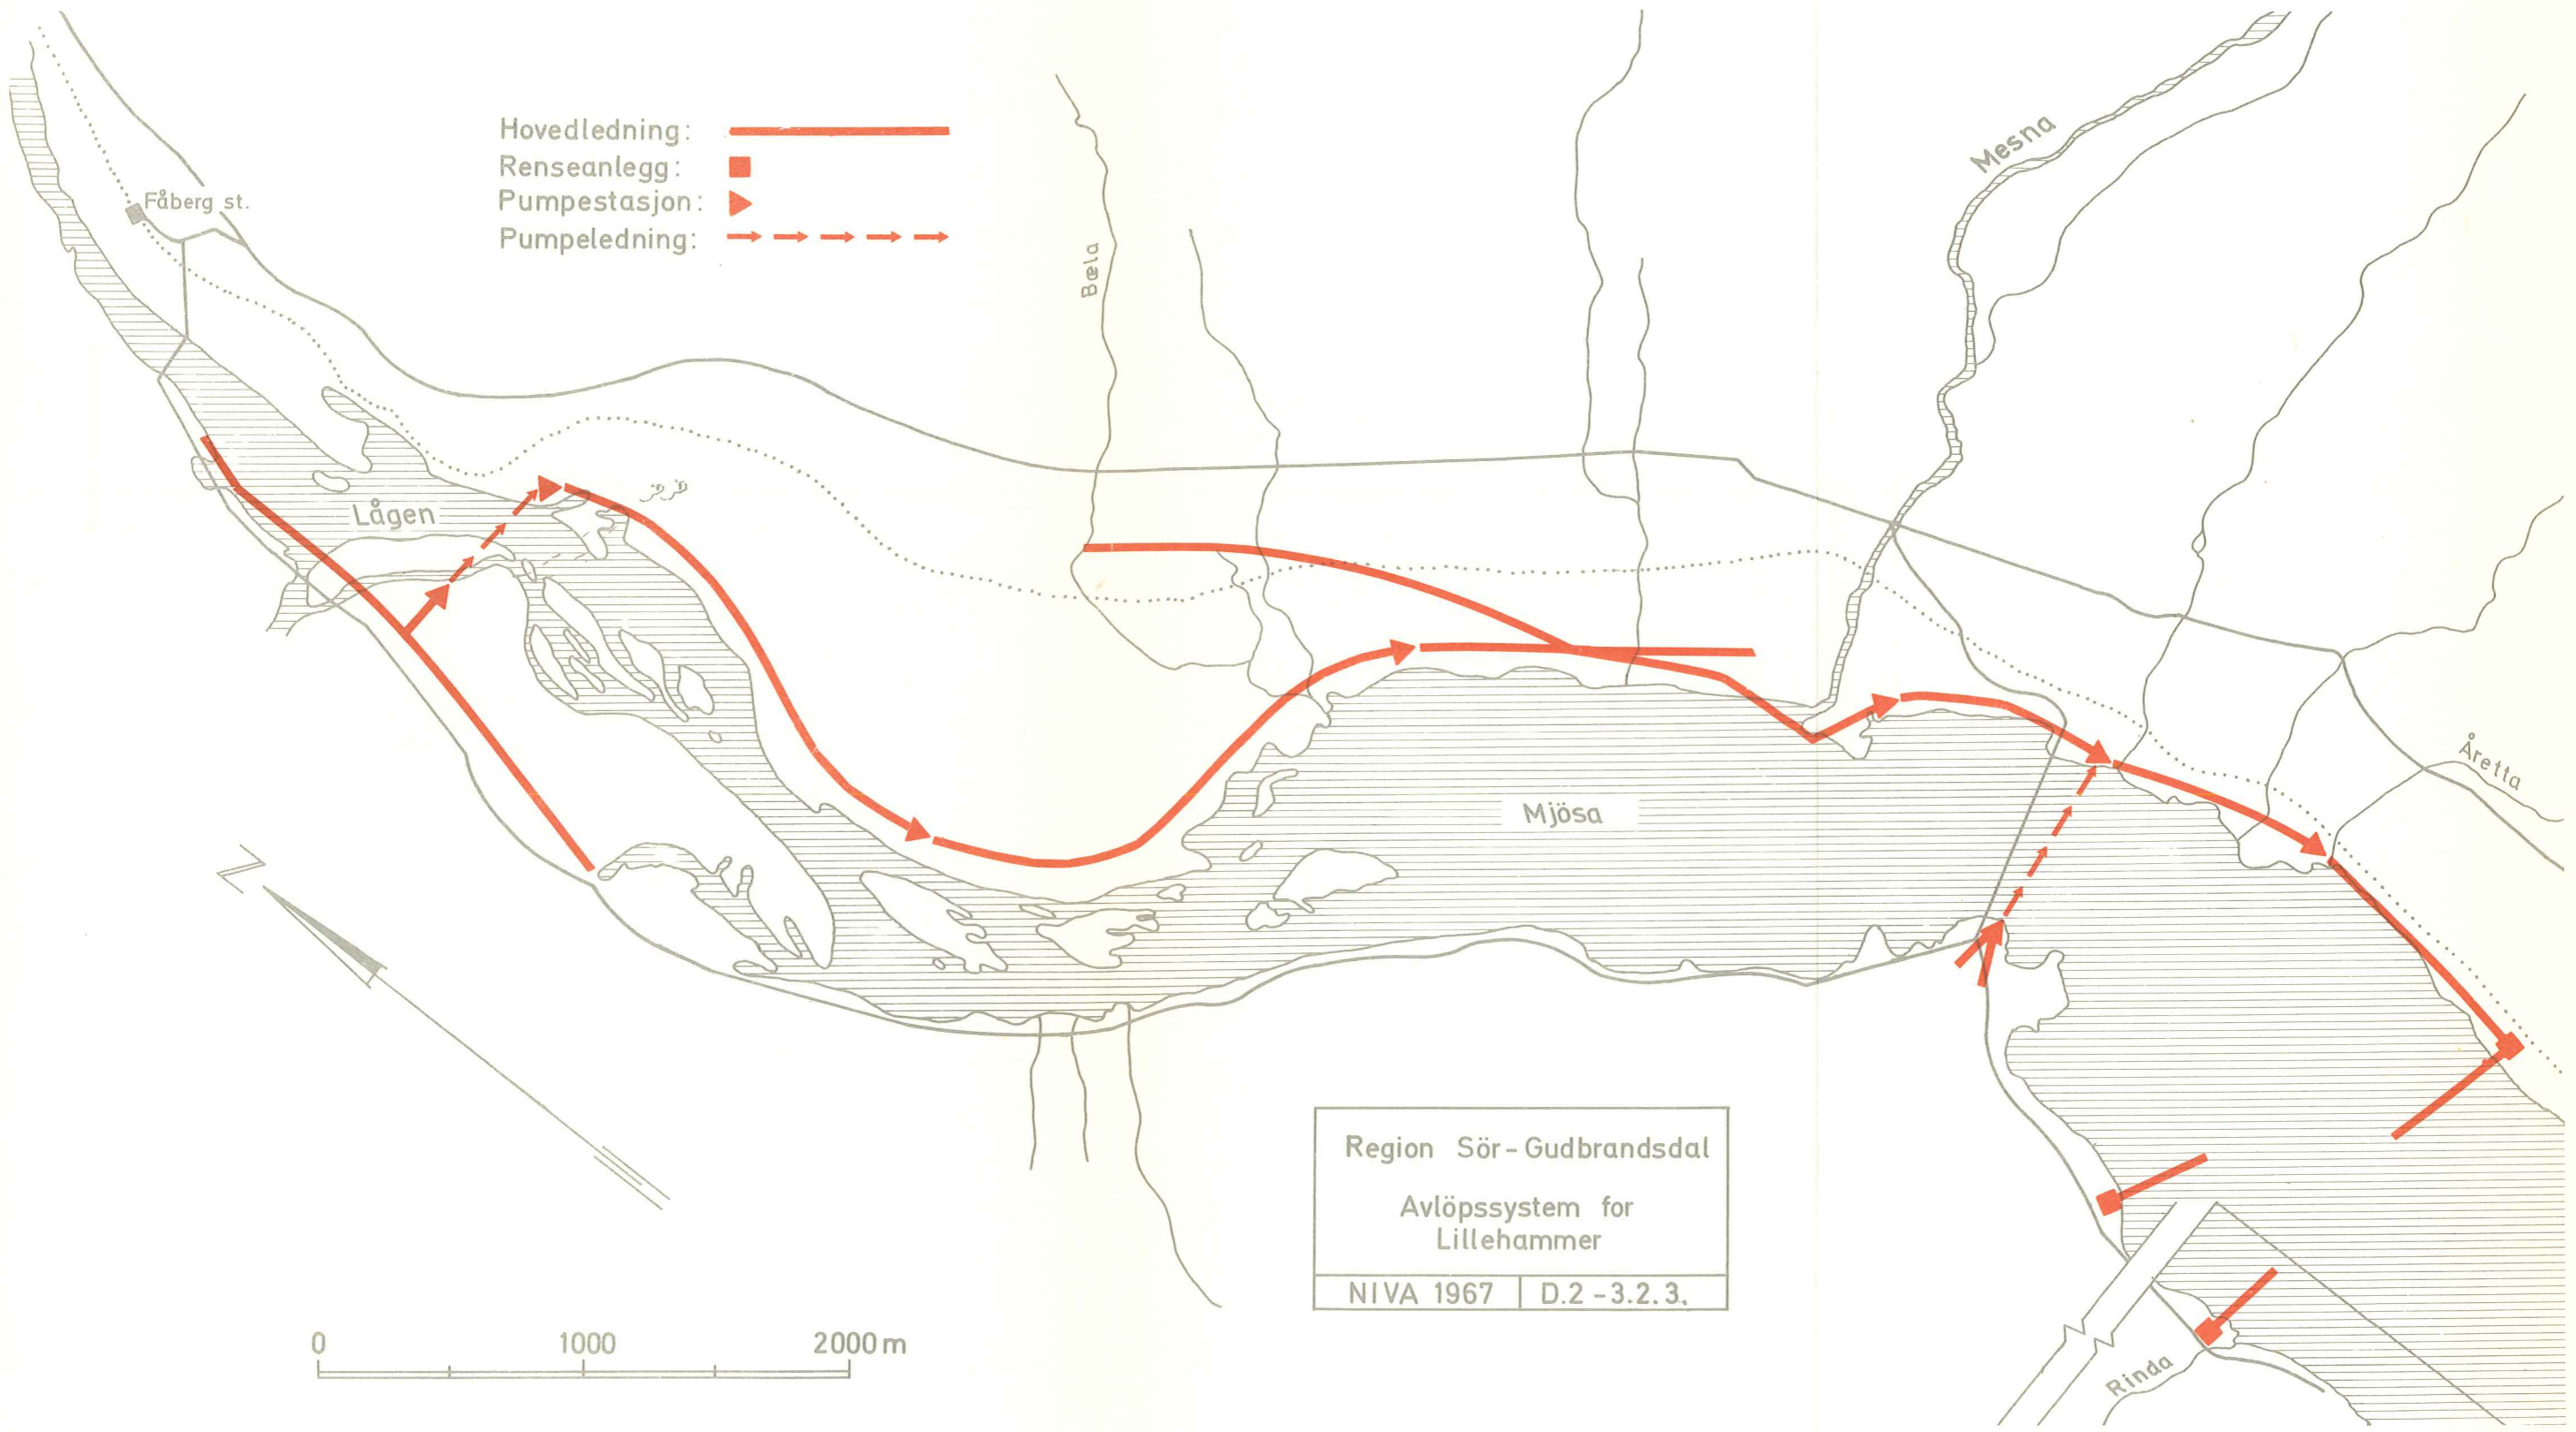 Hovedledning:
Renseanlegg:
Pumpestasjon:
Pumpeledning:
Fåberg st.
Bæla
Mesna
Lågen
Mjösa
Åretta
N
Region Sör-Gudbrandsdal
Avlöpssystem for
Lillehammer
NIVA 1967 D.2-3.2.3.
0 1000 2000 m
Rinda